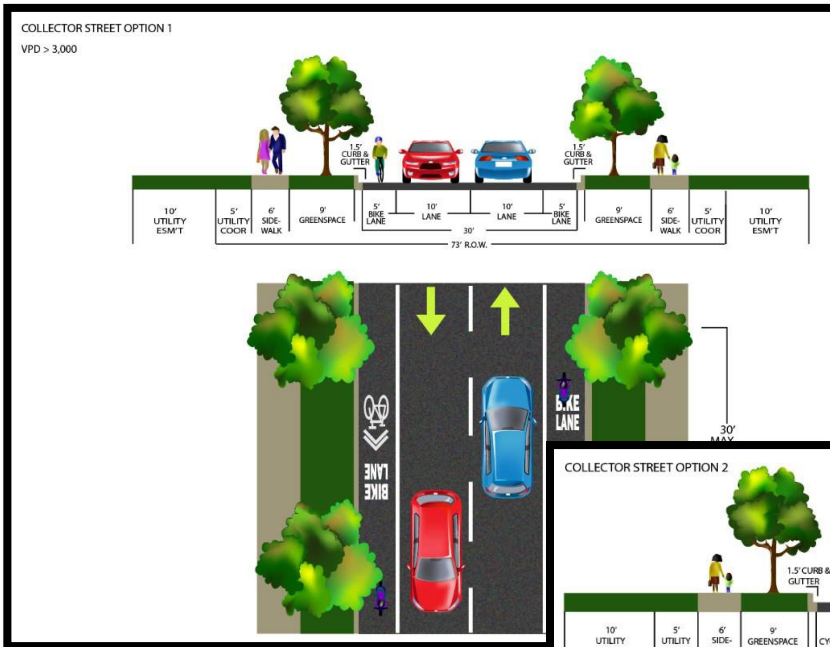 COLLECTOR STREET OPTION 1
VPD > 3,000
1.5'
CURB &
GUTTER
1.5'
CURB &
GUTTER
10'
UTILITY
ESM'T
5'
UTILITY
COOR
6'
SIDE-
WALK
9'
GREENSPACE
5'
BIKE
LANE
10'
LANE
10'
LANE
5'
BIKE
LANE
9'
GREENSPACE
6'
SIDE-
WALK
5'
UTILITY
COOR
10'
UTILITY
ESM'T
30'
73' R.O.W.
BIKE
LANE
BIKE
LANE
30'
COLLECTOR STREET OPTION 2
1.5' CURB &
GUTTER
10'
UTILITY
5'
UTILITY
6'
SIDE-
9'
GREENSPACE